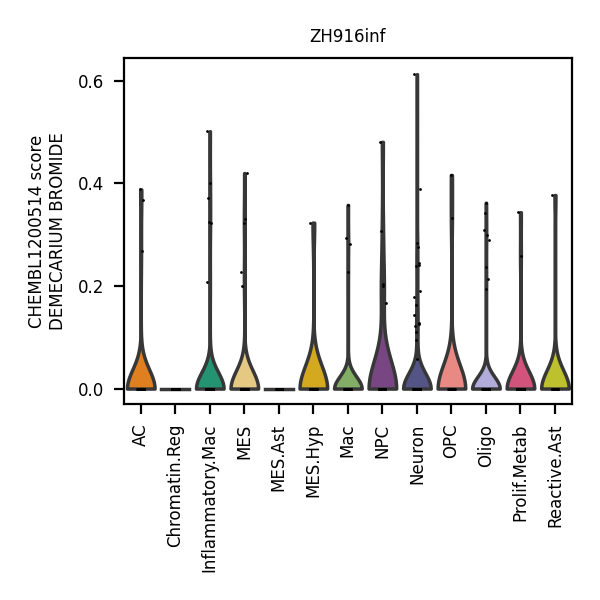 ZH916inf
CHEMBL1200514 score
DEMECARIUM BROMIDE
0.6
0.4
0.2
0.0
AC
Chromatin.Reg
Inflammatory.Mac
MES
MES.Ast
MES.Hyp
Mac
NPC
Neuron
OPC
Oligo
Prolif.Metab
Reactive.Ast